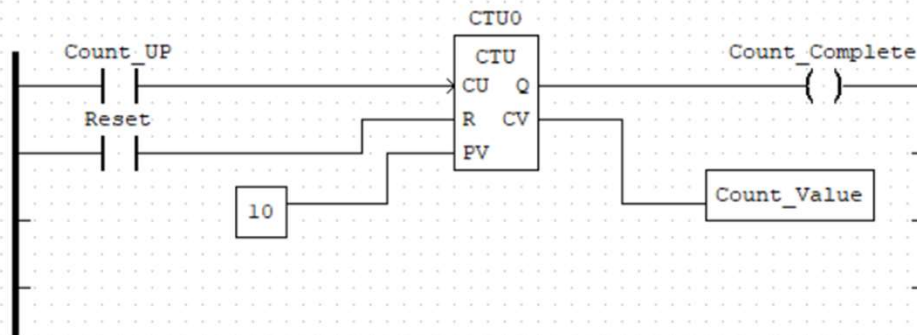 CTU0
Count_UP
CTU
Count_Complete
CU Q
Reset
R CV
PV
10
Count_Value